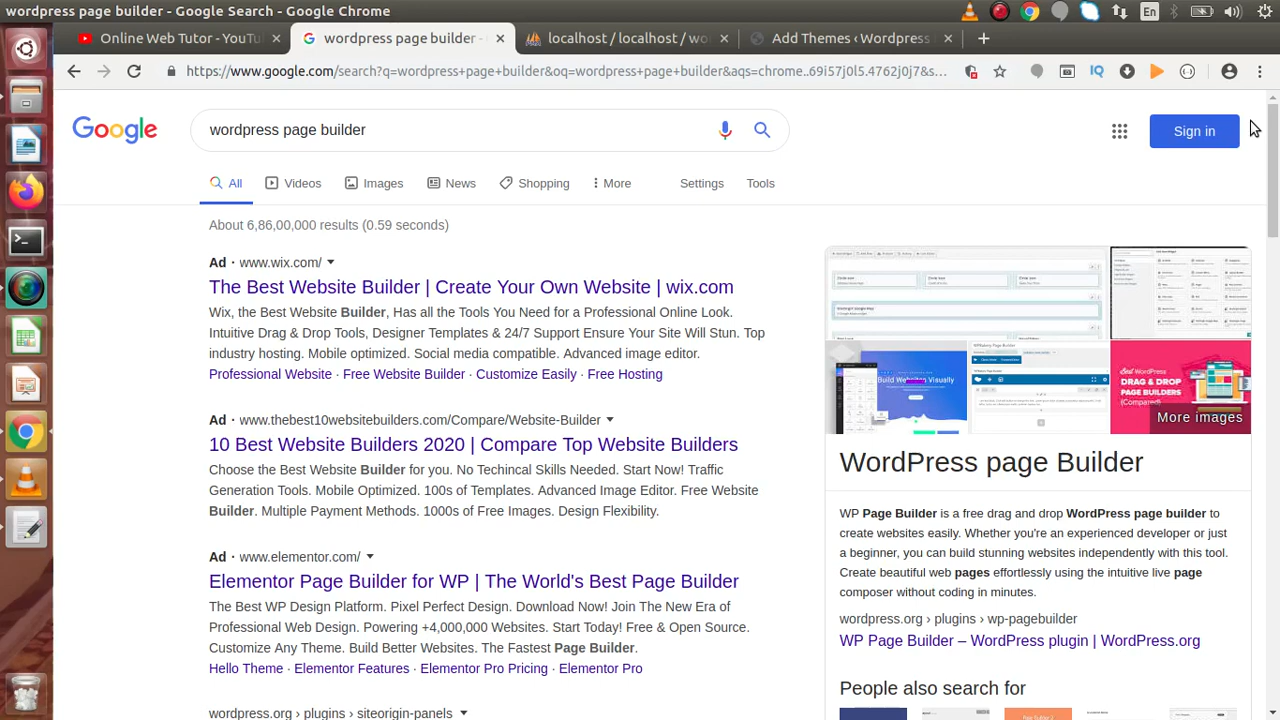 wordpress page builder - Google Search - Google Chrome
En
Online Web Tutor - YouTu
wordpress page builder -
localhost / localhost / wo
Add Themes ‹ Wordpress
https://www.google.com/search?q=wordpress+page+builder&oq=wordpress+page+builder&aqs=chrome..69i57j0l5.4762j0j7&s...
IQ
Google
wordpress page builder
Sign in
All
Videos
Images
News
Shopping
More
Settings
Tools
About 6,86,00,000 results (0.59 seconds)
Ad · www.wix.com/
The Best Website Builder | Create Your Own Website | wix.com
Wix, the Best Website Builder, Has all the Tools You Need for a Professional Online Look.
Intuitive Drag & Drop Tools, Designer Templates & 24/7 Support Ensure Your Site Will Stun. Top
industry hosting. Mobile optimized. Social media compatible. Advanced image editor.
Professional Website · Free Website Builder · Customize Easily · Free Hosting
Ad · www.thebest10websitebuilders.com/Compare/Website-Builder
10 Best Website Builders 2020 | Compare Top Website Builders
Choose the Best Website Builder for you. No Techincal Skills Needed. Start Now! Traffic
Generation Tools. Mobile Optimized. 100s of Templates. Advanced Image Editor. Free Website
Builder. Multiple Payment Methods. 1000s of Free Images. Design Flexibility.
Ad · www.elementor.com/
Elementor Page Builder for WP | The World's Best Page Builder
The Best WP Design Platform. Pixel Perfect Design. Download Now! Join The New Era of
Professional Web Design. Powering +4,000,000 Websites. Start Today! Free & Open Source.
Customize Any Theme. Build Better Websites. The Fastest Page Builder.
Hello Theme · Elementor Features · Elementor Pro Pricing · Elementor Pro
wordpress.org › plugins › siteorigin-panels
Build Websites Visually
Best WordPress
DRAG & DROP
PAGE BUILDERS
(Compared)
More images
WordPress page Builder
WP Page Builder is a free drag and drop WordPress page builder to
create websites easily. Whether you're an experienced developer or just
a beginner, you can build stunning websites independently with this tool.
Create beautiful web pages effortlessly using the intuitive live page
composer without coding in minutes.
wordpress.org › plugins › wp-pagebuilder
WP Page Builder – WordPress plugin | WordPress.org
People also search for